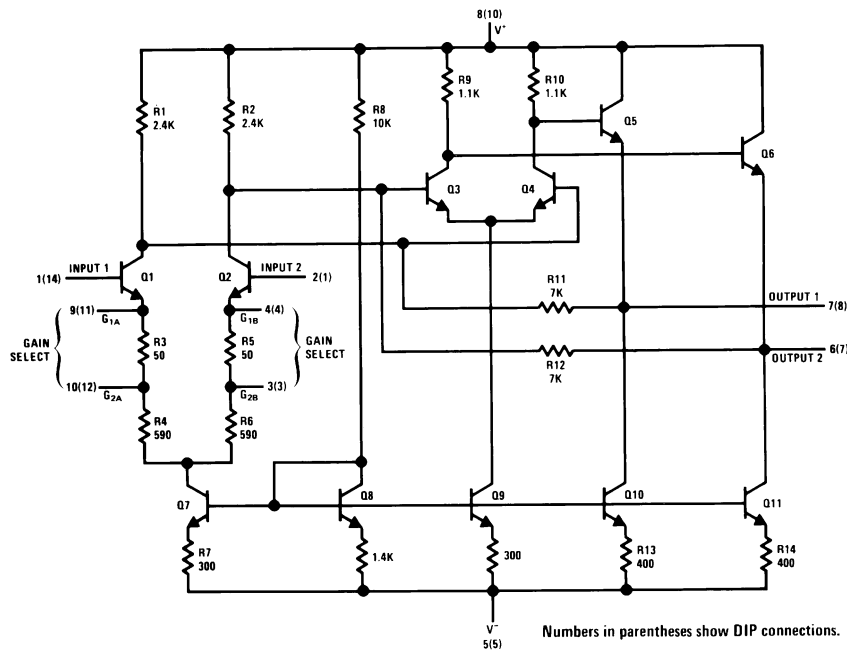 8(10)
V+
R1
2.4K
R2
2.4K
R8
10K
R9
1.1K
R10
1.1K
Q5
Q6
Q3
Q4
INPUT 1
1(14)
Q1
Q2
INPUT 2
2(1)
9(11)
G1A
4(4)
G1B
GAIN
SELECT
R3
50
R5
50
GAIN
SELECT
10(12)
G2A
3(3)
G2B
R4
590
R6
590
R11
7K
OUTPUT 1
7(8)
R12
7K
OUTPUT 2
6(7)
Q7
Q8
Q9
Q10
Q11
R7
300
1.4K
300
R13
400
R14
400
V-
5(5)
Numbers in parentheses show DIP connections.